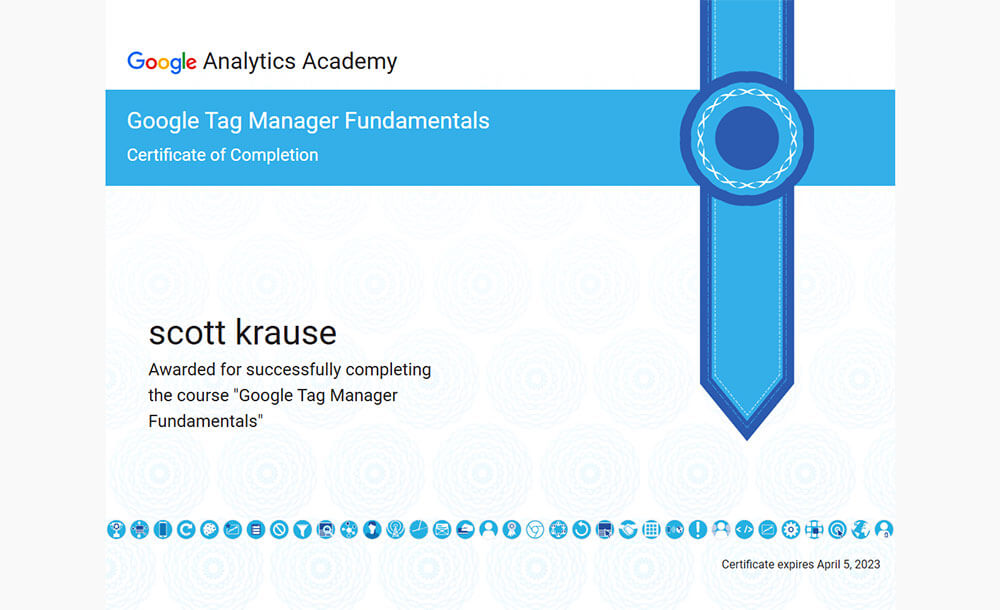 Google Analytics Academy
Google Tag Manager Fundamentals
Certificate of Completion
scott krause
Awarded for successfully completing
the course "Google Tag Manager
Fundamentals"
Certificate expires April 5, 2023